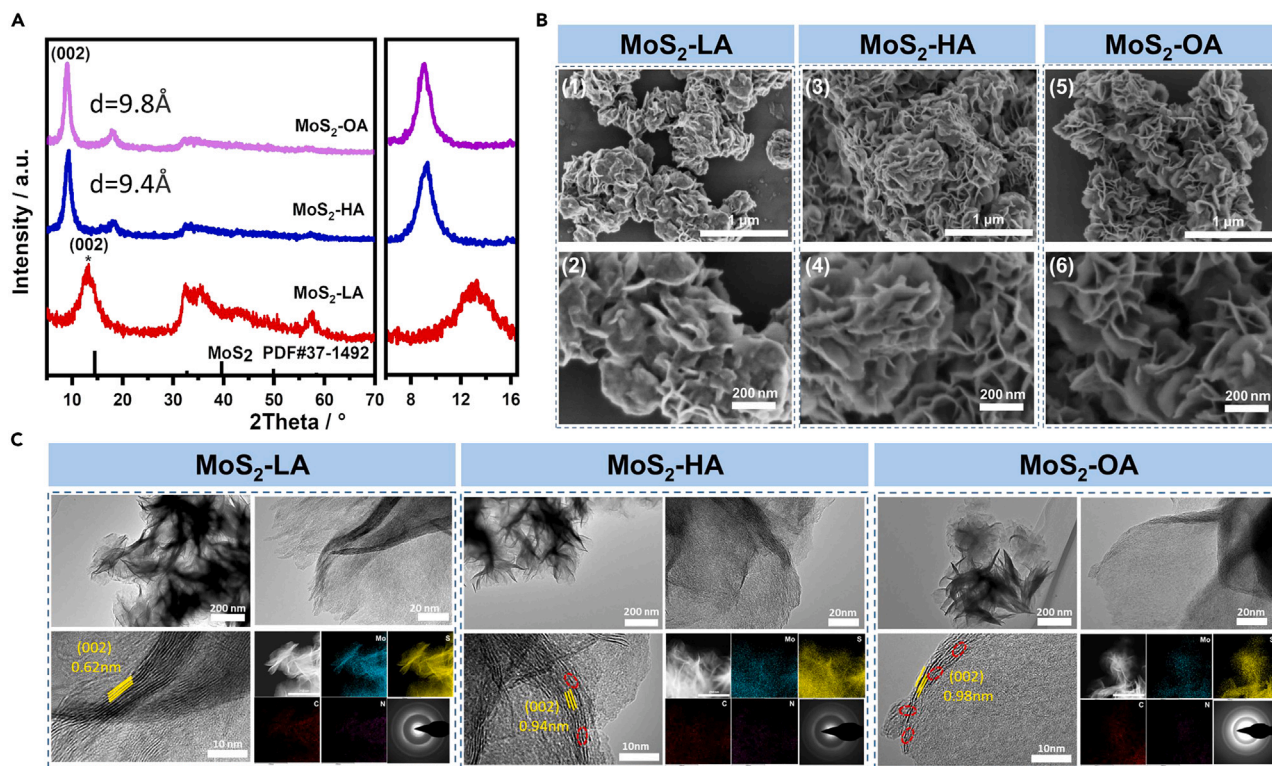 A
(002)
d=9.8Å
MoS2-OA
d=9.4Å
MoS2-HA
(002)
*
MoS2-LA
MoS2 PDF#37-1492
10 20 30 40 50 60 70
8 12 16
2Theta / °
Intensity / a.u.
B
MoS2-LA MoS2-HA MoS2-OA
(1) (3) (5)
1 μm 1 μm 1 μm
(2) (4) (6)
200 nm 200 nm 200 nm
C
MoS2-LA MoS2-HA MoS2-OA
200 nm 20 nm 200 nm 20nm 200 nm 20nm
(002)
0.62nm
10 nm
Mo S
C N
(002)
0.94nm
10nm
Mo S
C N
(002)
0.98nm
10nm
Mo S
C N